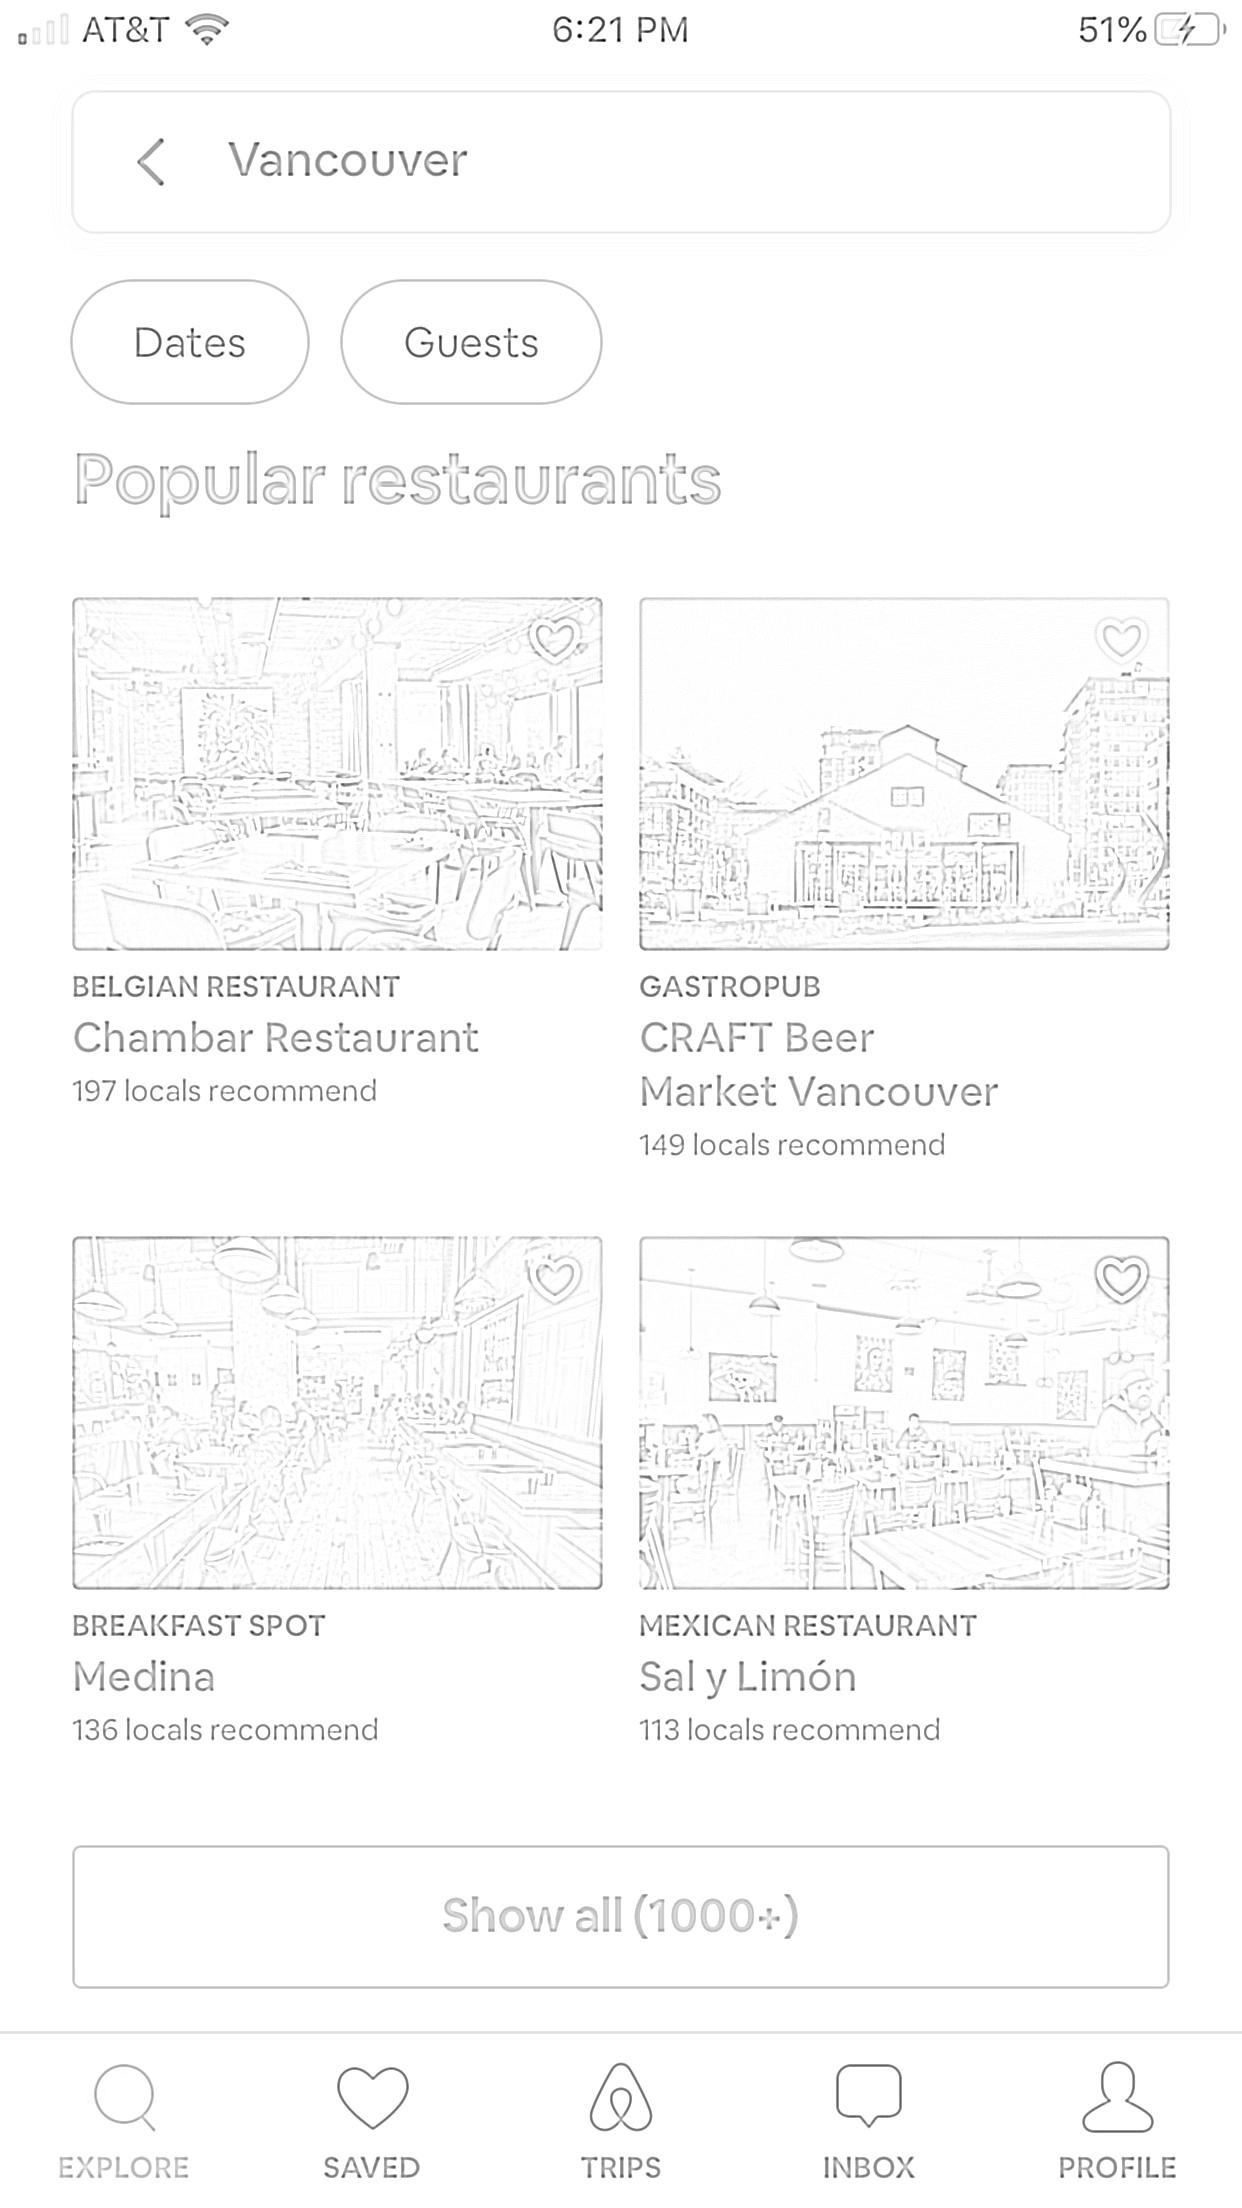 AT&T 6:21 PM 51%
Vancouver
Dates Guests
Popular restaurants
BELGIAN RESTAURANT
Chambar Restaurant
197 locals recommend
GASTROPUB
CRAFT Beer
Market Vancouver
149 locals recommend
BREAKFAST SPOT
Medina
136 locals recommend
MEXICAN RESTAURANT
Sal y Limón
113 locals recommend
Show all (1000+)
EXPLORE SAVED TRIPS INBOX PROFILE